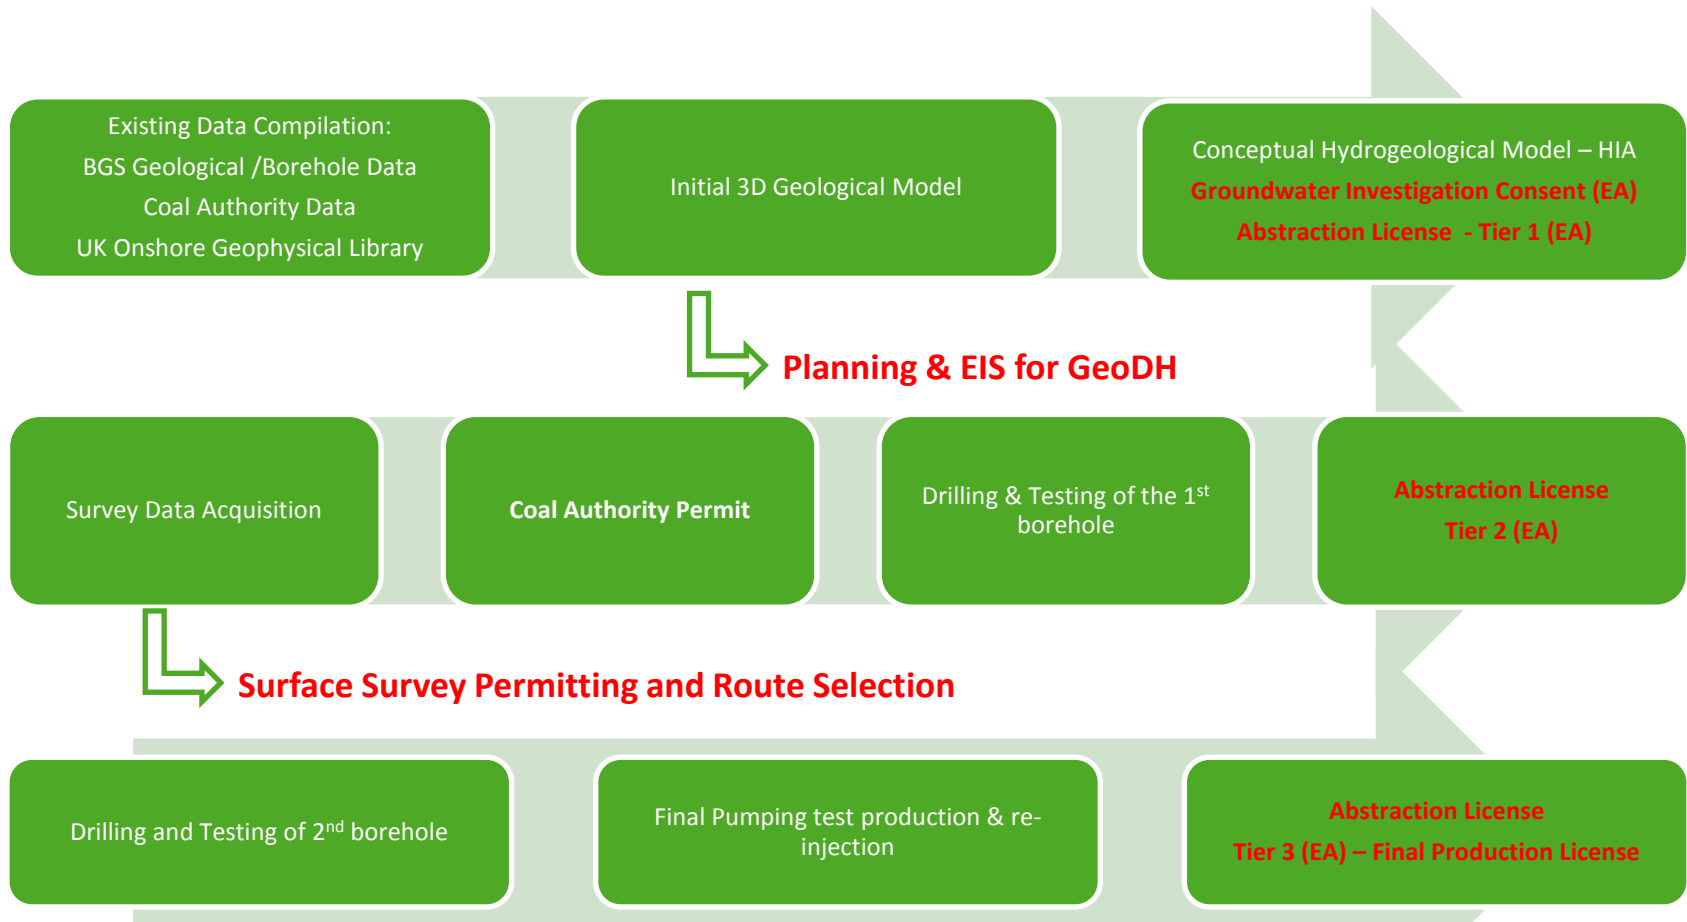 Existing Data Compilation:
BGS Geological /Borehole Data
Coal Authority Data
UK Onshore Geophysical Library
Initial 3D Geological Model
Conceptual Hydrogeological Model – HIA
Groundwater Investigation Consent (EA)
Abstraction License  - Tier 1 (EA)
Planning & EIS for GeoDH
Survey Data Acquisition
Coal Authority Permit
Drilling & Testing of the 1st
borehole
Abstraction License
Tier 2 (EA)
Surface Survey Permitting and Route Selection
Drilling and Testing of 2nd borehole
Final Pumping test production & re-
injection
Abstraction License
Tier 3 (EA) – Final Production License